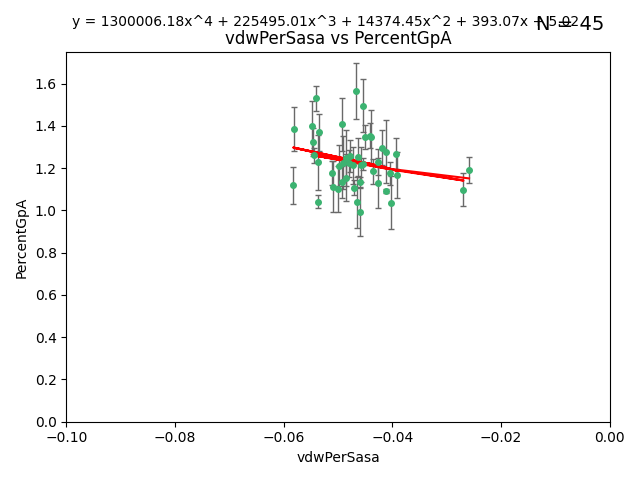 y = 1300006.18x^4 + 225495.01x^3 + 14374.45x^2 + 393.07x + 5.02
N = 45
vdwPerSasa vs PercentGpA
1.6
1.4
1.2
1.0
0.8
0.6
0.4
0.2
0.0
PercentGpA
−0.10 −0.08 −0.06 −0.04 −0.02 0.00
vdwPerSasa